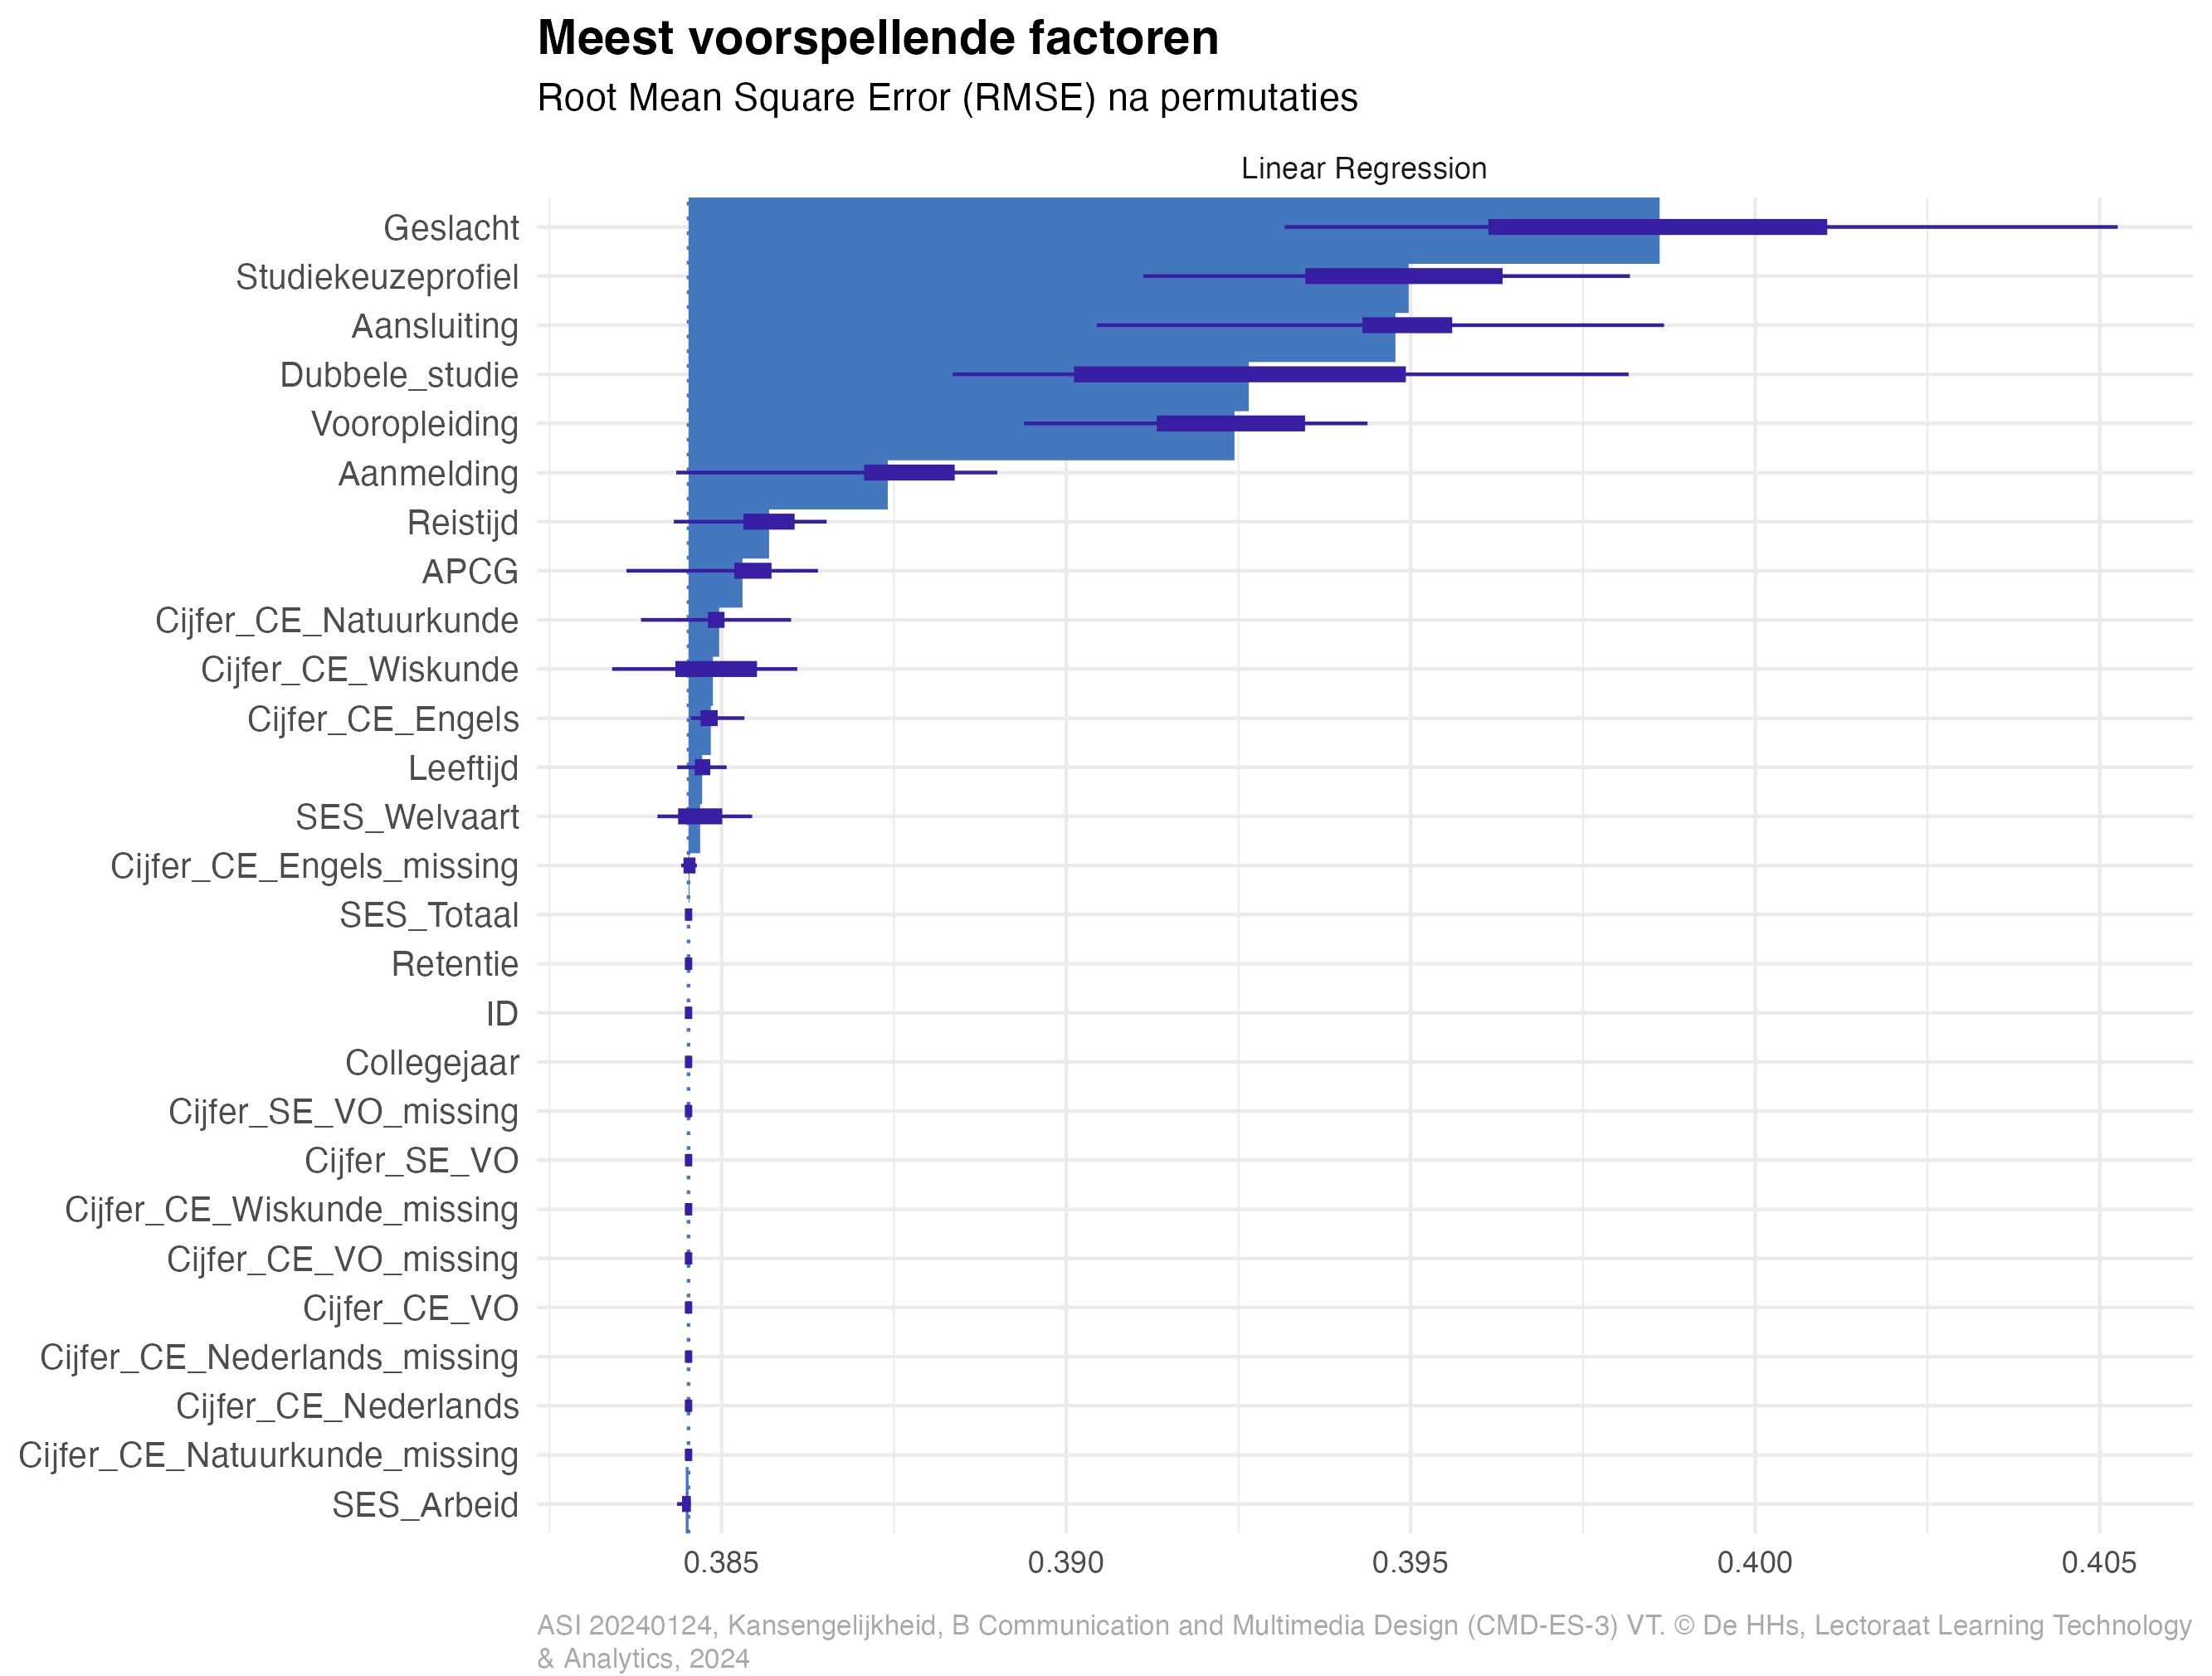 Meest voorspellende factoren
Root Mean Square Error (RMSE) na permutaties
Linear Regression
Geslacht
Studiekeuzeprofiel
Aansluiting
Dubbele_studie
Vooropleiding
Aanmelding
Reistijd
APCG
Cijfer_CE_Natuurkunde
Cijfer_CE_Wiskunde
Cijfer_CE_Engels
Leeftijd
SES_Welvaart
Cijfer_CE_Engels_missing
SES_Totaal
Retentie
ID
Collegejaar
Cijfer_SE_VO_missing
Cijfer_SE_VO
Cijfer_CE_Wiskunde_missing
Cijfer_CE_VO_missing
Cijfer_CE_VO
Cijfer_CE_Nederlands_missing
Cijfer_CE_Nederlands
Cijfer_CE_Natuurkunde_missing
SES_Arbeid
0.385 0.390 0.395 0.400 0.405
ASI 20240124, Kansengelijkheid, B Communication and Multimedia Design (CMD-ES-3) VT. © De HHs, Lectoraat Learning Technology
& Analytics, 2024